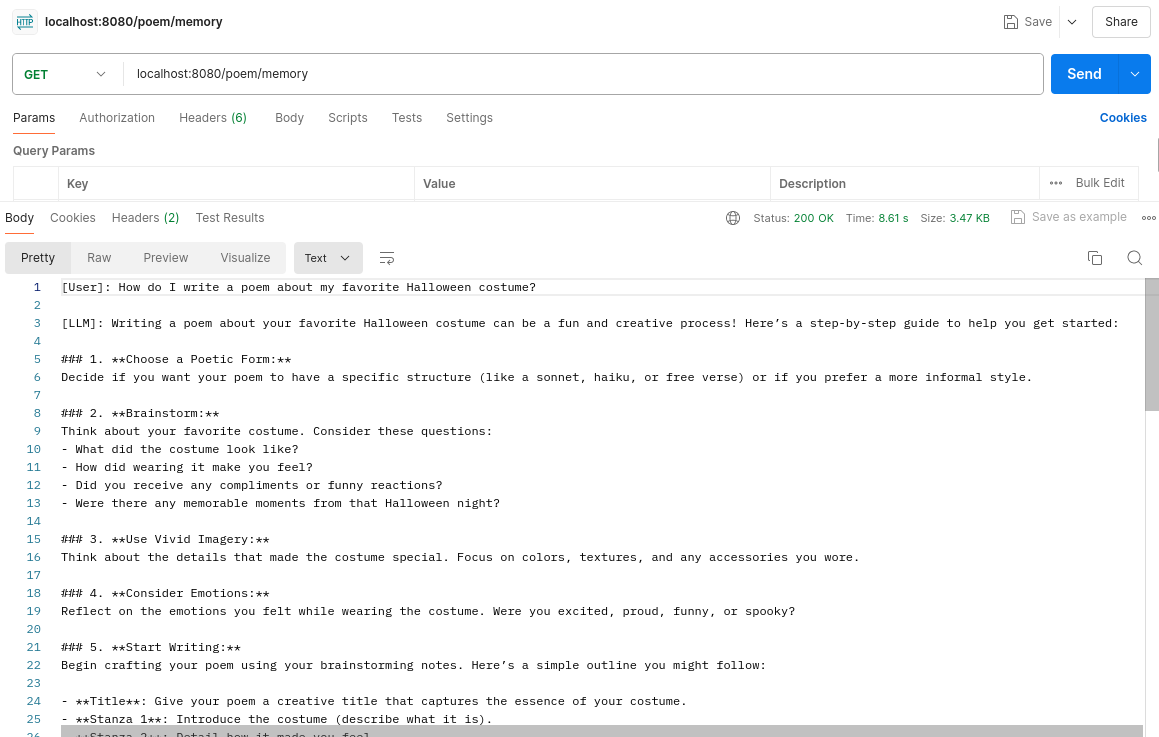 HTTP localhost:8080/poem/memory Save Share
GET localhost:8080/poem/memory Send
Params Authorization Headers (6) Body Scripts Tests Settings Cookies
Query Params
Key Value Description ••• Bulk Edit
Body Cookies Headers (2) Test Results Status: 200 OK Time: 8.61 s Size: 3.47 KB Save as example
Pretty Raw Preview Visualize Text
1 [User]: How do I write a poem about my favorite Halloween costume?
2
3 [LLM]: Writing a poem about your favorite Halloween costume can be a fun and creative process! Here’s a step-by-step guide to help you get started:
4
5 ### 1. **Choose a Poetic Form:**
6 Decide if you want your poem to have a specific structure (like a sonnet, haiku, or free verse) or if you prefer a more informal style.
7
8 ### 2. **Brainstorm:**
9 Think about your favorite costume. Consider these questions:
10 - What did the costume look like?
11 - How did wearing it make you feel?
12 - Did you receive any compliments or funny reactions?
13 - Were there any memorable moments from that Halloween night?
14
15 ### 3. **Use Vivid Imagery:**
16 Think about the details that made the costume special. Focus on colors, textures, and any accessories you wore.
17
18 ### 4. **Consider Emotions:**
19 Reflect on the emotions you felt while wearing the costume. Were you excited, proud, funny, or spooky?
20
21 ### 5. **Start Writing:**
22 Begin crafting your poem using your brainstorming notes. Here’s a simple outline you might follow:
23
24 - **Title**: Give your poem a creative title that captures the essence of your costume.
25 - **Stanza 1**: Introduce the costume (describe what it is).
26 **Stanza 2**: Detail how it made you feel